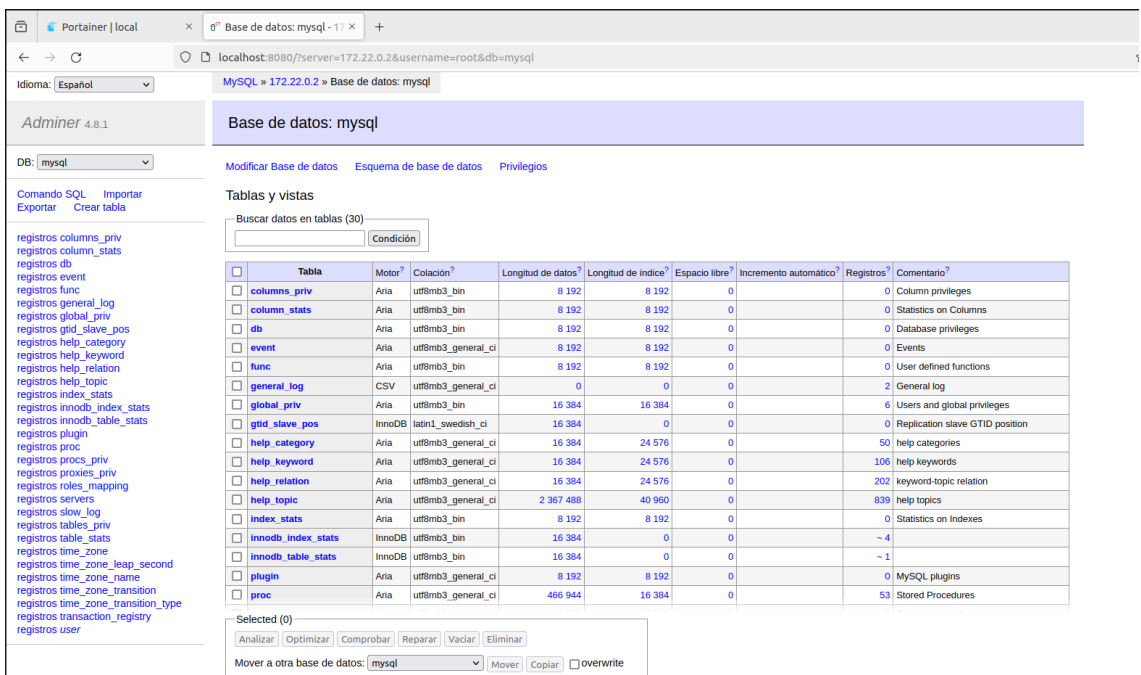 Portainer | local
Base de datos: mysql - 17
localhost:8080/?server=172.22.0.2&username=root&db=mysql
Idioma: Español
MySQL » 172.22.0.2 » Base de datos: mysql
Adminer 4.8.1
Base de datos: mysql
DB: mysql
Modificar Base de datos Esquema de base de datos Privilegios
Comando SQL Importar
Exportar Crear tabla
registros columns_priv
registros column_stats
registros db
registros event
registros func
registros general_log
registros global_priv
registros gtid_slave_pos
registros help_category
registros help_keyword
registros help_relation
registros help_topic
registros index_stats
registros innodb_index_stats
registros innodb_table_stats
registros plugin
registros proc
registros procs_priv
registros proxies_priv
registros roles_mapping
registros servers
registros slow_log
registros tables_priv
registros table_stats
registros time_zone
registros time_zone_leap_second
registros time_zone_name
registros time_zone_transition
registros time_zone_transition_type
registros transaction_registry
registros user
Tablas y vistas
Buscar datos en tablas (30)
Condición
Tabla Motor? Colación? Longitud de datos? Longitud de índice? Espacio libre? Incremento automático? Registros? Comentario?
columns_priv Aria utf8mb3_bin 8 192 8 192 0 0 Column privileges
column_stats Aria utf8mb3_bin 8 192 8 192 0 0 Statistics on Columns
db Aria utf8mb3_bin 8 192 8 192 0 0 Database privileges
event Aria utf8mb3_general_ci 8 192 8 192 0 0 Events
func Aria utf8mb3_bin 8 192 8 192 0 0 User defined functions
general_log CSV utf8mb3_general_ci 0 0 0 2 General log
global_priv Aria utf8mb3_bin 16 384 16 384 0 6 Users and global privileges
gtid_slave_pos InnoDB latin1_swedish_ci 16 384 0 0 0 Replication slave GTID position
help_category Aria utf8mb3_general_ci 16 384 24 576 0 50 help categories
help_keyword Aria utf8mb3_general_ci 16 384 24 576 0 106 help keywords
help_relation Aria utf8mb3_general_ci 16 384 24 576 0 202 keyword-topic relation
help_topic Aria utf8mb3_general_ci 2 367 488 40 960 0 839 help topics
index_stats Aria utf8mb3_bin 8 192 8 192 0 0 Statistics on Indexes
innodb_index_stats InnoDB utf8mb3_bin 16 384 0 0 ~ 4
innodb_table_stats InnoDB utf8mb3_bin 16 384 0 0 ~ 1
plugin Aria utf8mb3_general_ci 8 192 8 192 0 0 MySQL plugins
proc Aria utf8mb3_general_ci 466 944 16 384 0 53 Stored Procedures
Selected (0)
Analizar Optimizar Comprobar Reparar Vaciar Eliminar
Mover a otra base de datos: mysql Mover Copiar overwrite